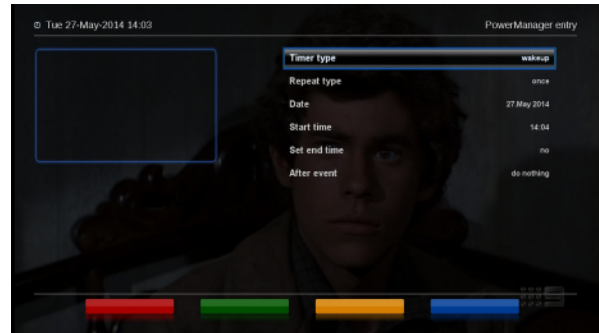 Tue 27-May-2014 14:03 PowerManager entry
Timer type wakeup
Repeat type once
Date 27.May 2014
Start time 14:04
Set end time no
After event do nothing